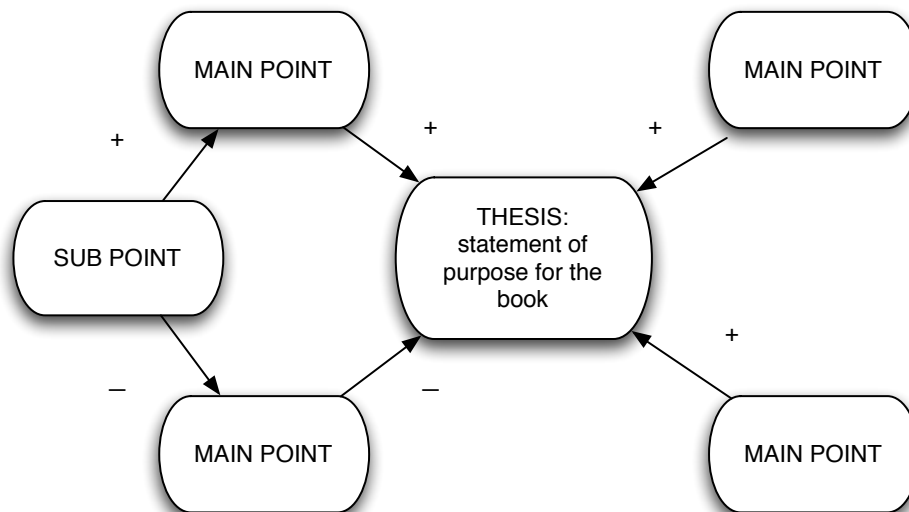 MAIN POINT
MAIN POINT
+
+
+
THESIS:
statement of
purpose for the
book
SUB POINT
+
–
–
MAIN POINT
MAIN POINT